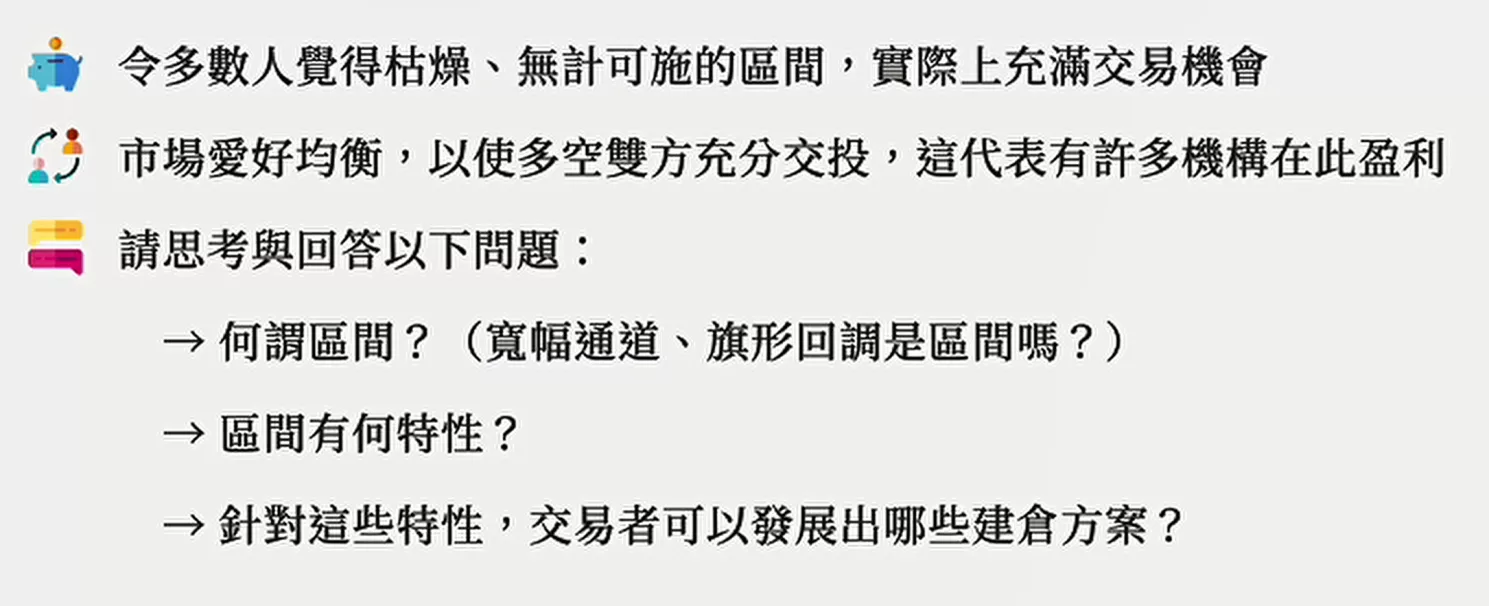 令多數人覺得枯燥、無計可施的區間，實際上充滿交易機會
市場愛好均衡，以使多空雙方充分交投，這代表有許多機構在此盈利
請思考與回答以下問題：
→ 何謂區間？（寬幅通道、旗形回調是區間嗎？）
→ 區間有何特性？
→ 針對這些特性，交易者可以發展出哪些建倉方案？